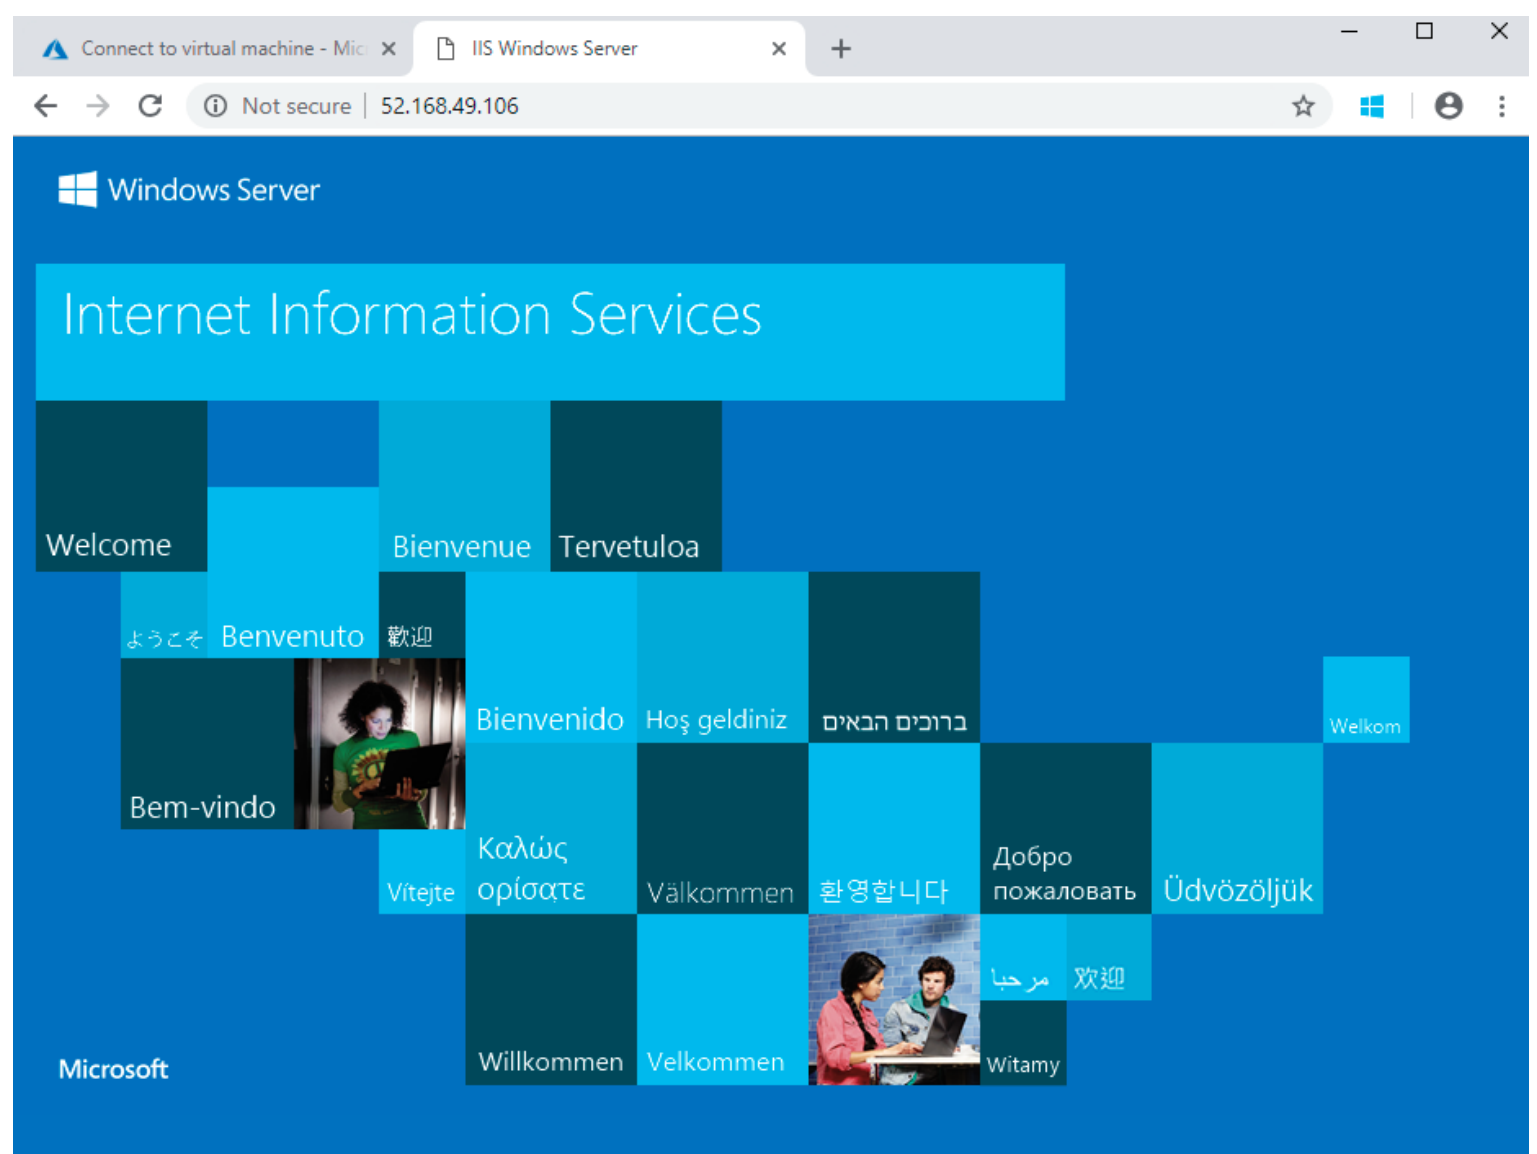 Connect to virtual machine - Mic
IIS Windows Server
Not secure
52.168.49.106
Windows Server
Internet Information Services
Welcome
Bienvenue
Tervetuloa
ようこそ
Benvenuto
歡迎
Bienvenido
Hoş geldiniz
ברוכים הבאים
Welkom
Bem-vindo
Vítejte
Καλώς
ορίσατε
Välkommen
환영합니다
Добро
пожаловать
Üdvözöljük
مرحبا
欢迎
Willkommen
Velkommen
Witamy
Microsoft